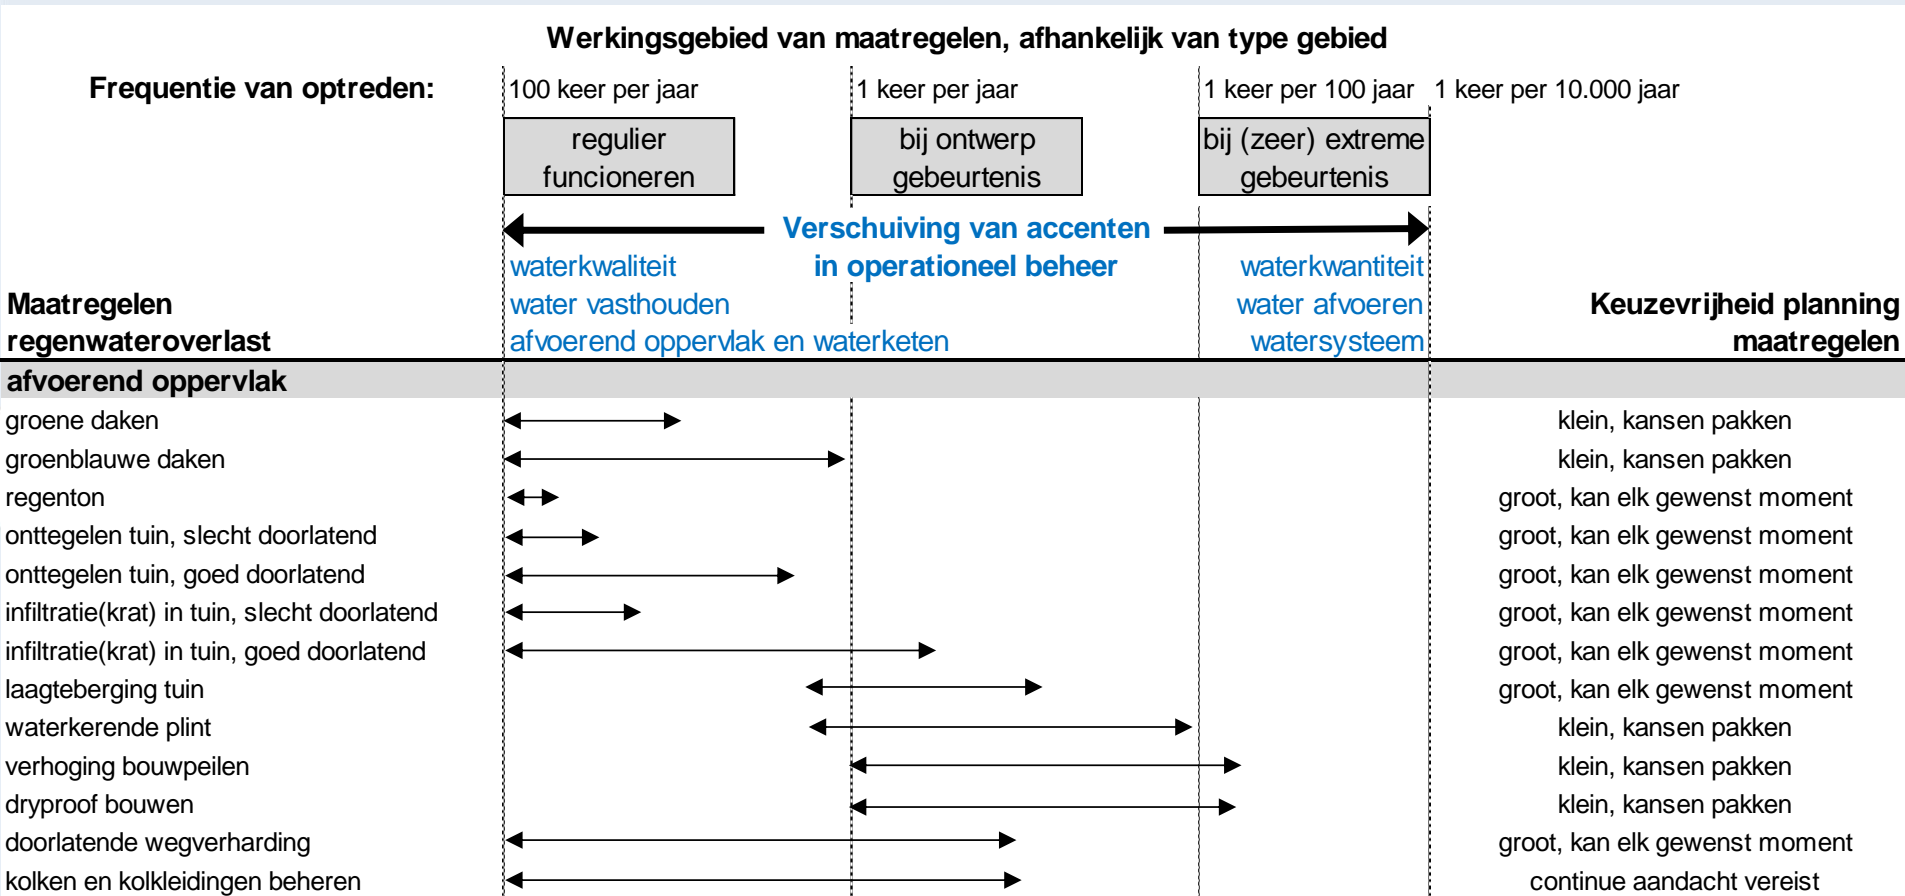 Werkingsgebied van maatregelen, afhankelijk van type gebied
Frequentie van optreden: 100 keer per jaar 1 keer per jaar 1 keer per 100 jaar 1 keer per 10.000 jaar
regulier funcioneren
bij ontwerp gebeurtenis
bij (zeer) extreme gebeurtenis
Verschuiving van accenten
in operationeel beheer
waterkwaliteit
water vasthouden
afvoerend oppervlak en waterketen
waterkwantiteit
water afvoeren
watersysteem
Maatregelen
regenwateroverlast
Keuzevrijheid planning
maatregelen
afvoerend oppervlak
groene daken klein, kansen pakken
groenblauwe daken klein, kansen pakken
regenton groot, kan elk gewenst moment
onttegelen tuin, slecht doorlatend groot, kan elk gewenst moment
onttegelen tuin, goed doorlatend groot, kan elk gewenst moment
infiltratie(krat) in tuin, slecht doorlatend groot, kan elk gewenst moment
infiltratie(krat) in tuin, goed doorlatend groot, kan elk gewenst moment
laagteberging tuin groot, kan elk gewenst moment
waterkerende plint klein, kansen pakken
verhoging bouwpeilen klein, kansen pakken
dryproof bouwen klein, kansen pakken
doorlatende wegverharding groot, kan elk gewenst moment
kolken en kolkleidingen beheren continue aandacht vereist